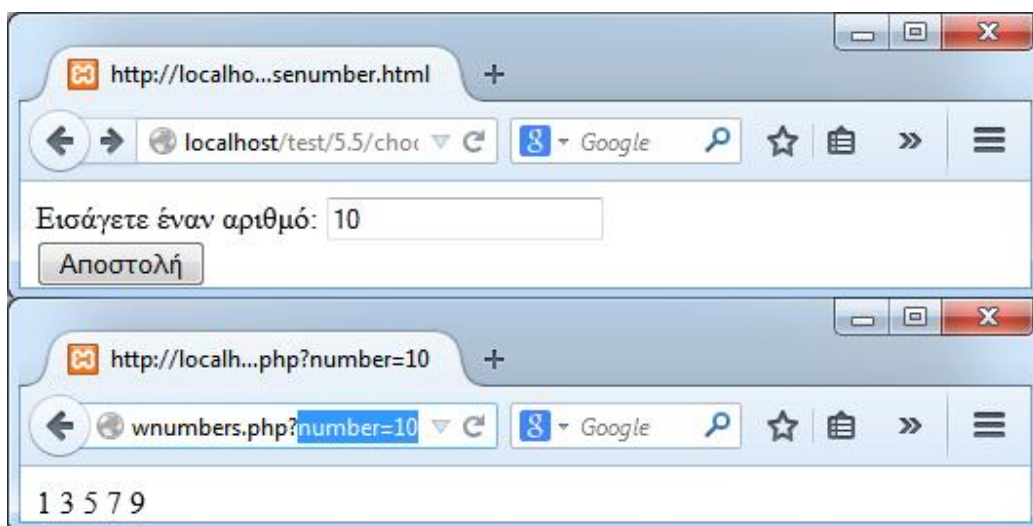 http://localho...senumber.html
localhost/test/5.5/choc
Google
Εισάγετε έναν αριθμό: 10
Αποστολή
http://localh...php?number=10
wnumbers.php?number=10
Google
1 3 5 7 9